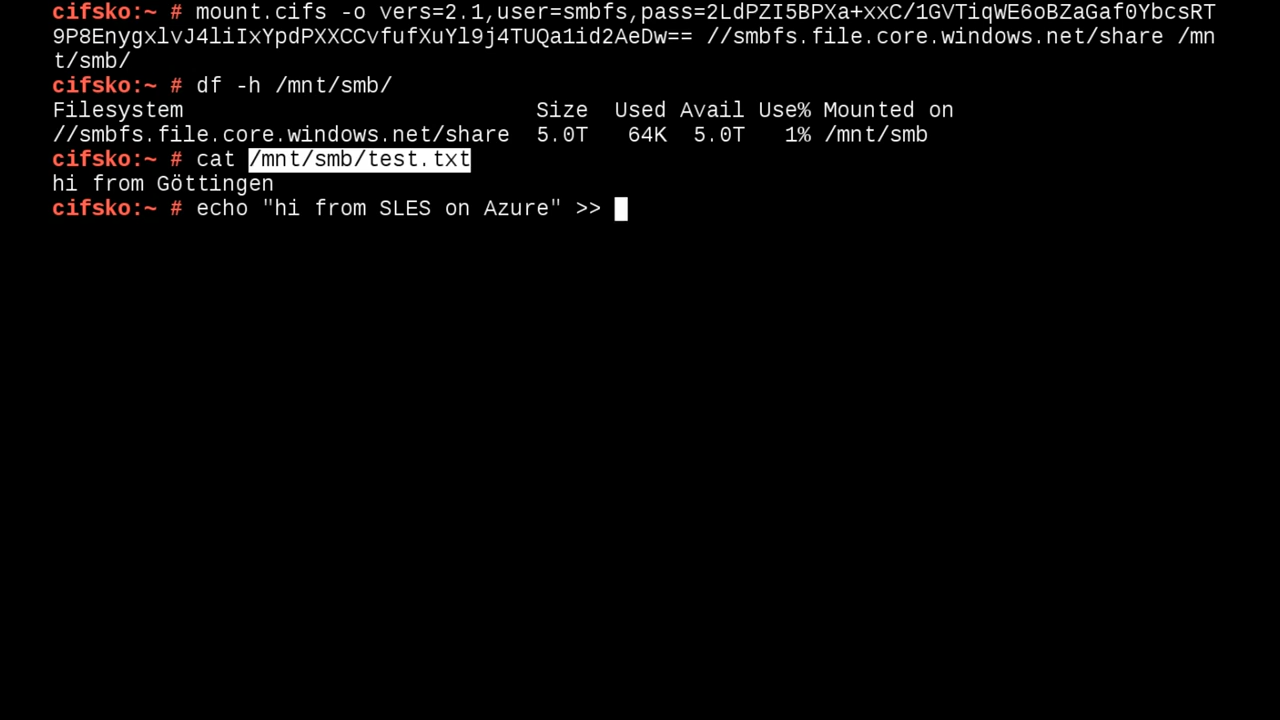 cifsko:~ # mount.cifs -o vers=2.1,user=smbfs,pass=2LdPZI5BPXa+xxC/1GVTiqWE6oBZaGaf0YbcsRT
9P8EnygxlvJ4liIxYpdPXXCCvfufXuYl9j4TUQa1id2AeDw== //smbfs.file.core.windows.net/share /mn
t/smb/
cifsko:~ # df -h /mnt/smb/
Filesystem                           Size  Used Avail Use% Mounted on
//smbfs.file.core.windows.net/share  5.0T   64K  5.0T   1% /mnt/smb
cifsko:~ # cat /mnt/smb/test.txt
hi from Göttingen
cifsko:~ # echo "hi from SLES on Azure" >>